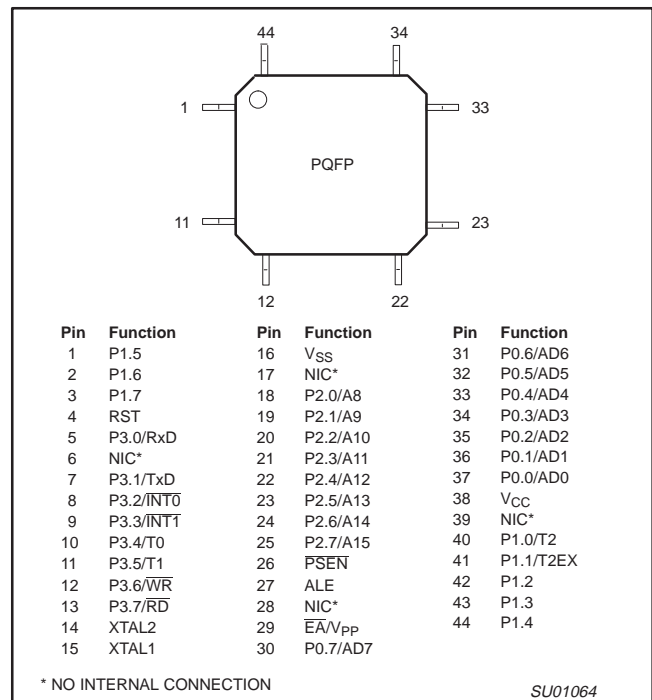 44 34
1 33
PQFP
11 23
12 22
Pin Function Pin Function Pin Function
1 P1.5 16 VSS 31 P0.6/AD6
2 P1.6 17 NIC* 32 P0.5/AD5
3 P1.7 18 P2.0/A8 33 P0.4/AD4
4 RST 19 P2.1/A9 34 P0.3/AD3
5 P3.0/RxD 20 P2.2/A10 35 P0.2/AD2
6 NIC* 21 P2.3/A11 36 P0.1/AD1
7 P3.1/TxD 22 P2.4/A12 37 P0.0/AD0
8 P3.2/I̅N̅T̅0̅ 23 P2.5/A13 38 VCC
9 P3.3/I̅N̅T̅1̅ 24 P2.6/A14 39 NIC*
10 P3.4/T0 25 P2.7/A15 40 P1.0/T2
11 P3.5/T1 26 P̅S̅E̅N̅ 41 P1.1/T2EX
12 P3.6/W̅R̅ 27 ALE 42 P1.2
13 P3.7/R̅D̅ 28 NIC* 43 P1.3
14 XTAL2 29 E̅A̅/VPP 44 P1.4
15 XTAL1 30 P0.7/AD7
* NO INTERNAL CONNECTION
SU01064